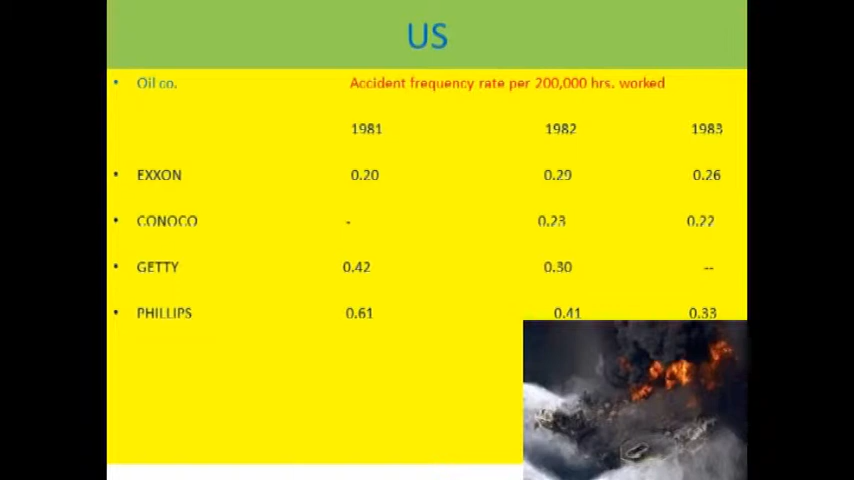 US
• Oil co. Accident frequency rate per 200,000 hrs. worked
1981 1982 1983
• EXXON 0.20 0.29 0.26
• CONOCO - 0.23 0.22
• GETTY 0.42 0.30 --
• PHILLIPS 0.61 0.41 0.33